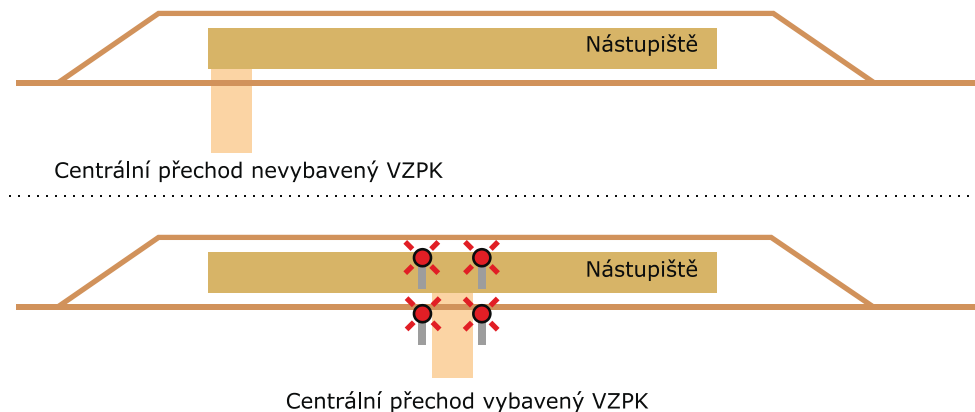 Nástupiště
Centrální přechod nevybavený VZPK
Nástupiště
Centrální přechod vybavený VZPK